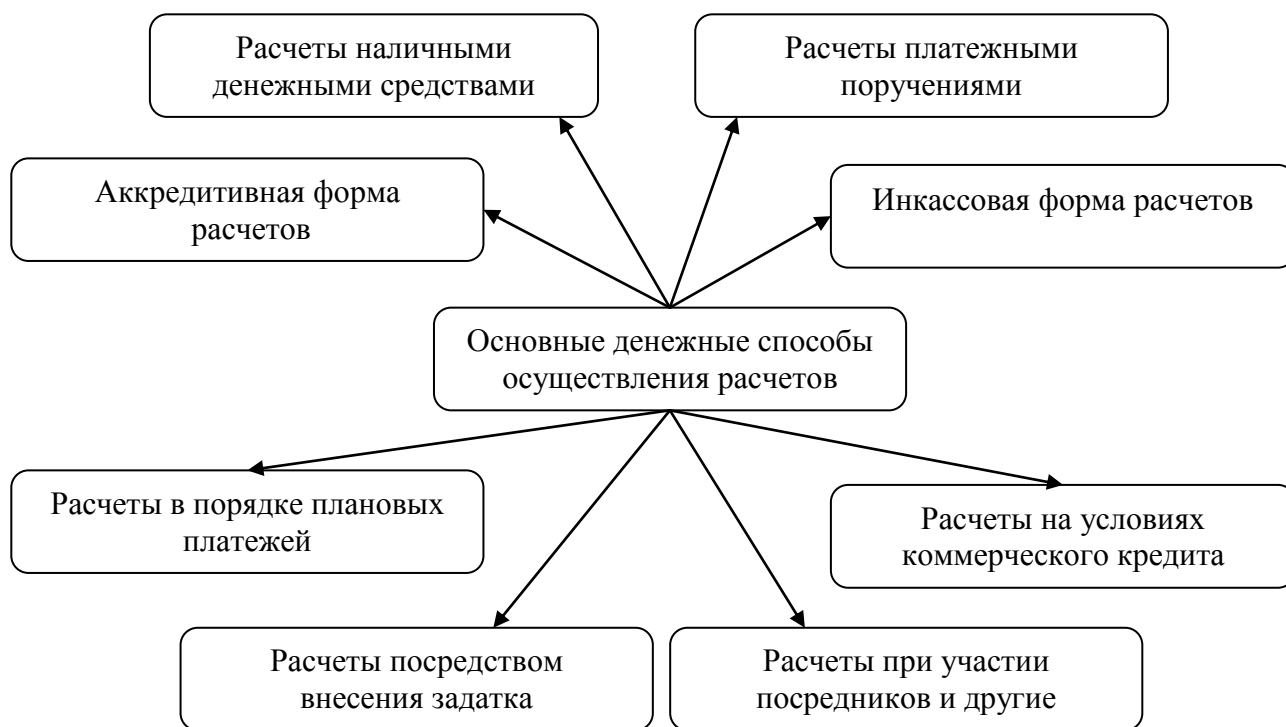 Расчеты наличными
денежными средствами
Расчеты платежными
поручениями
Аккредитивная форма
расчетов
Инкассовая форма расчетов
Основные денежные способы
осуществления расчетов
Расчеты в порядке плановых
платежей
Расчеты на условиях
коммерческого кредита
Расчеты посредством
внесения задатка
Расчеты при участии
посредников и другие